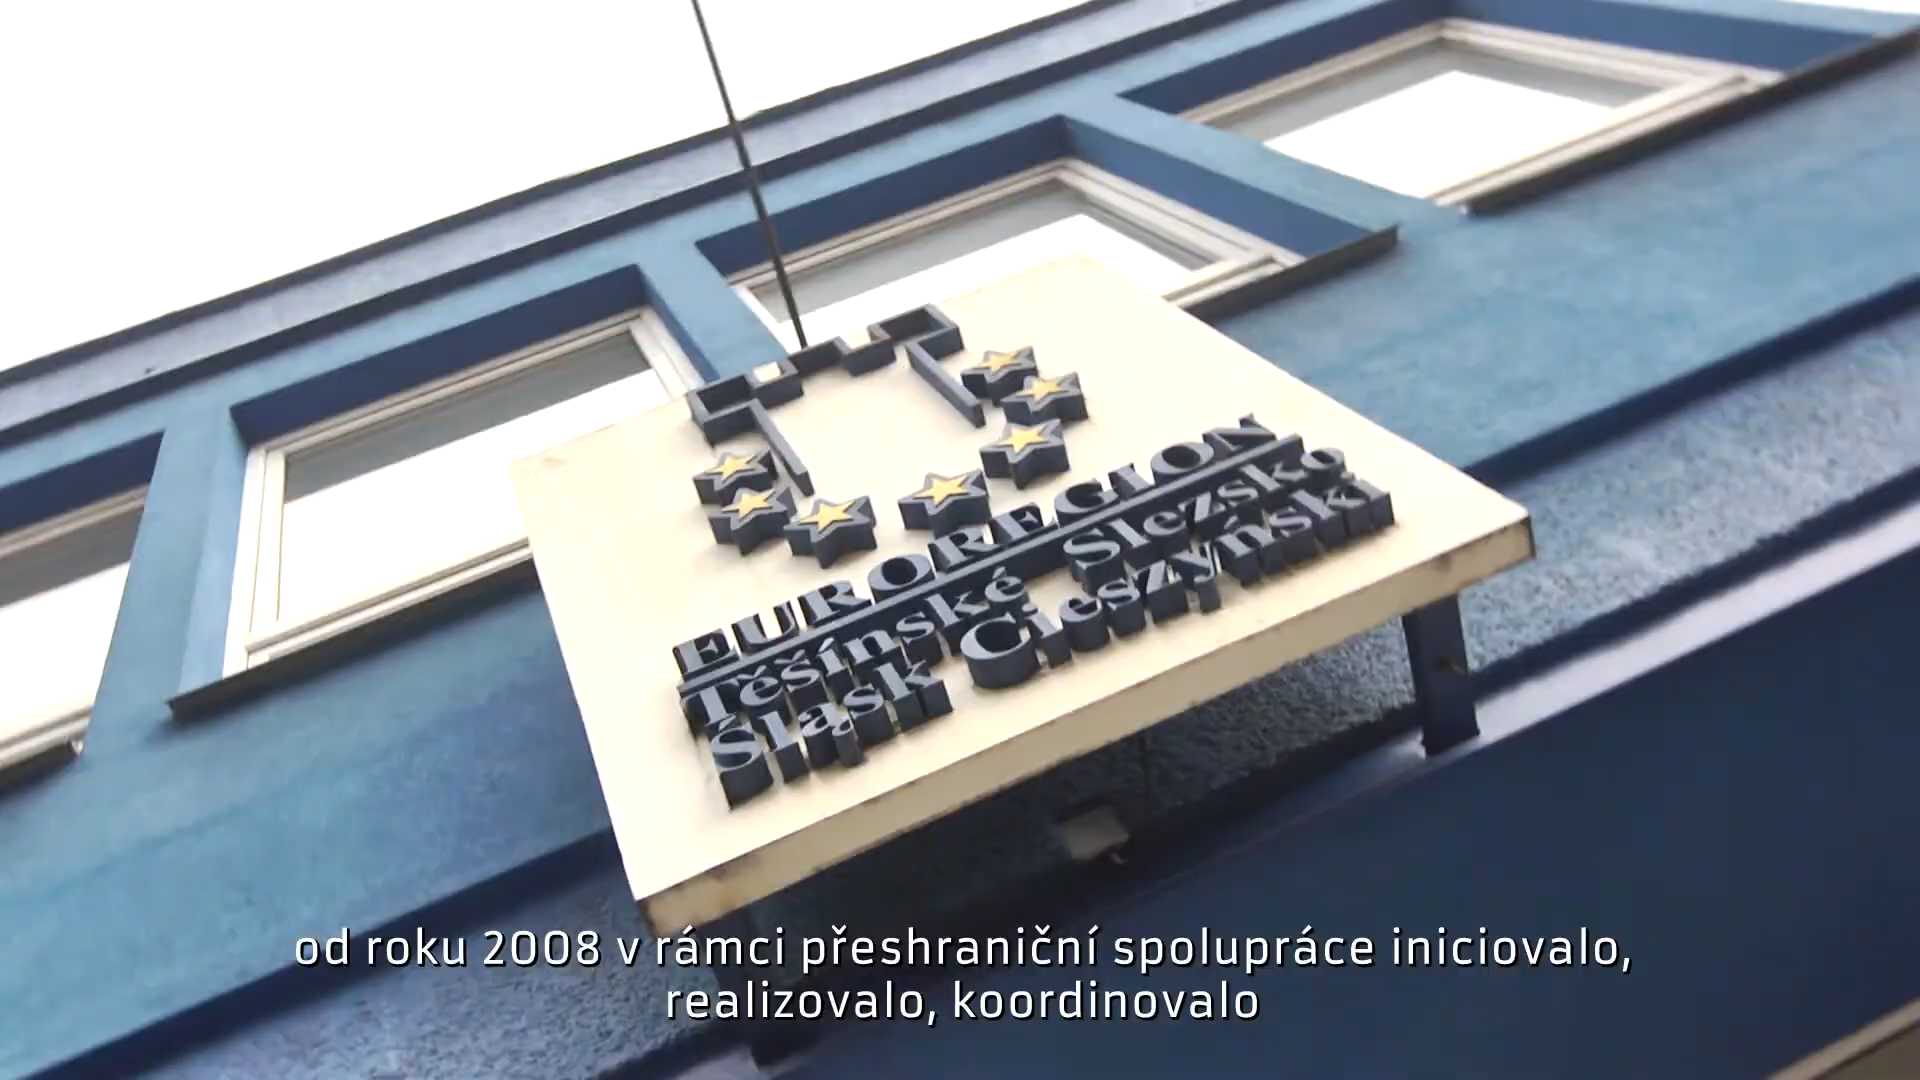 EUROREGION
Těšínské Slezsko
Śląsk Cieszyński
od roku 2008 v rámci přeshraniční spolupráce iniciovalo,
realizovalo, koordinovalo